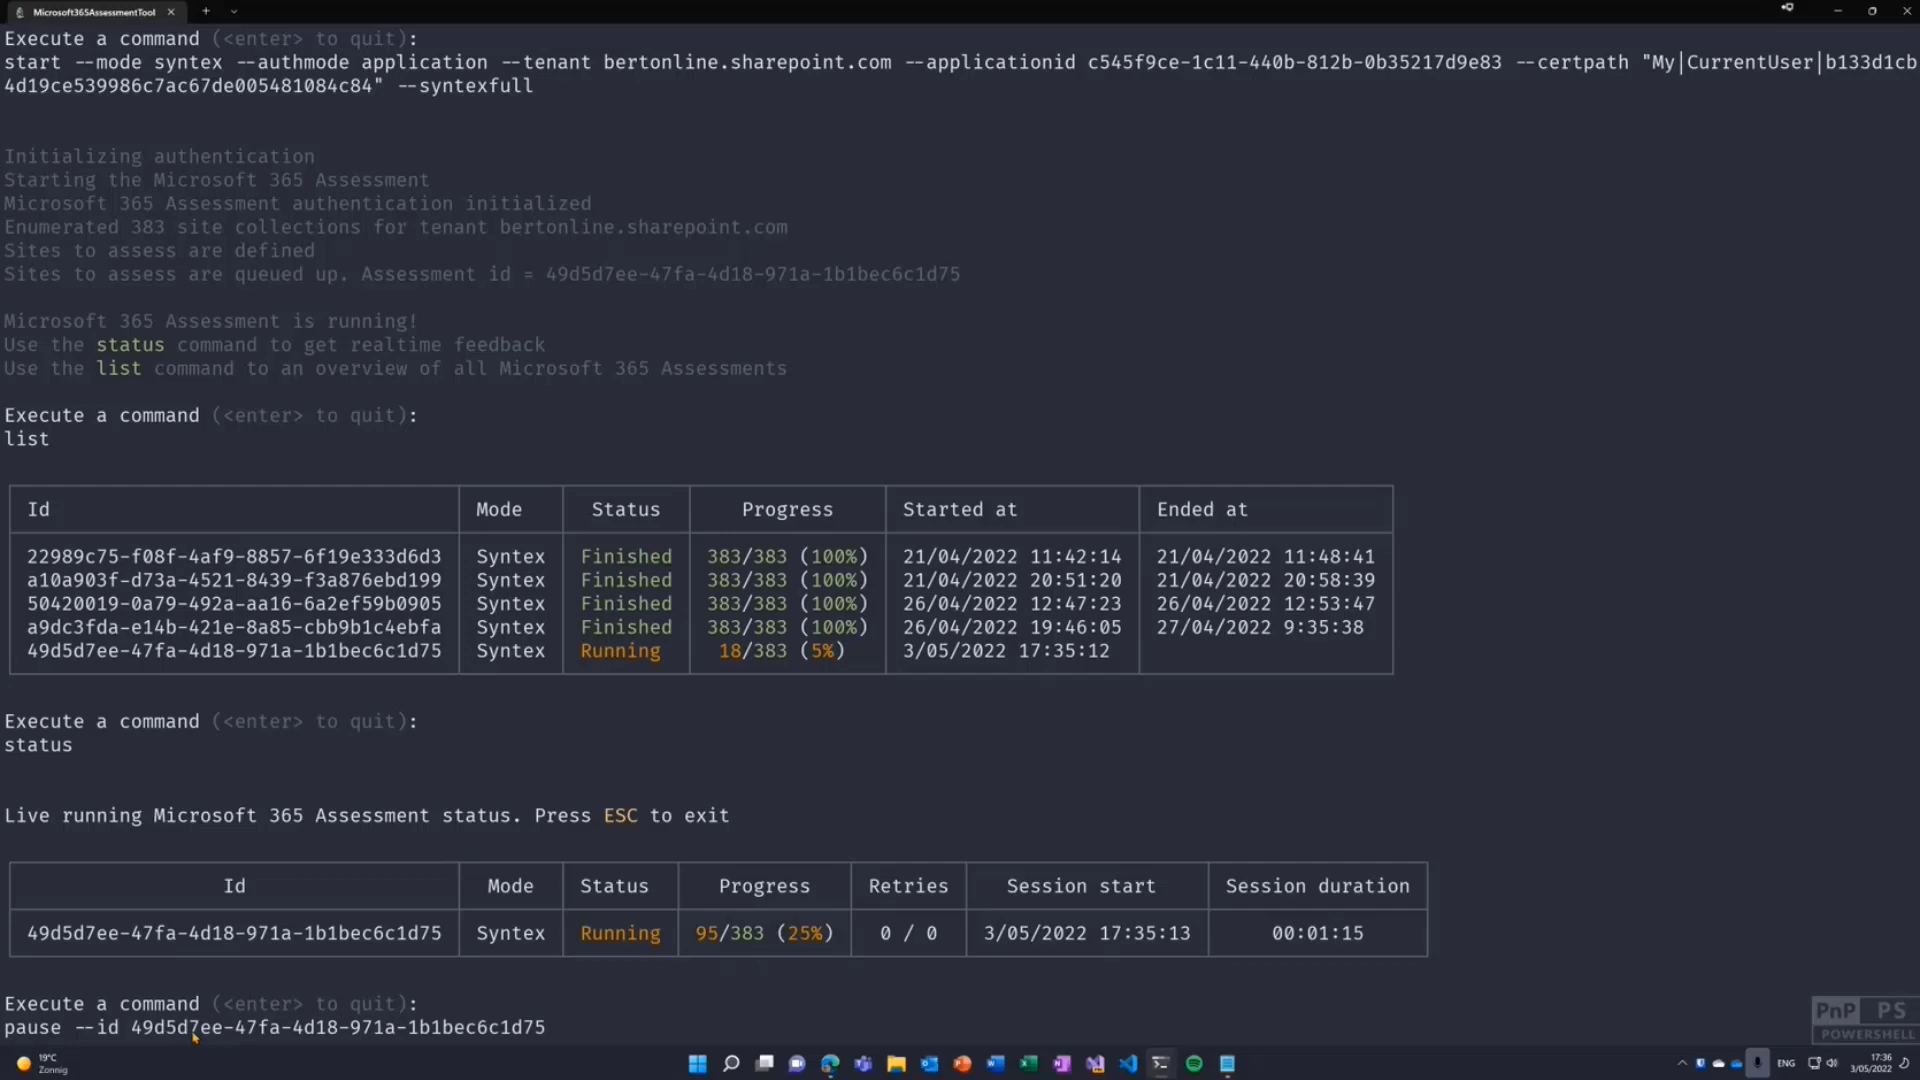 Microsoft365AssessmentTool
Execute a command (<enter> to quit):
start --mode syntex --authmode application --tenant bertonline.sharepoint.com --applicationid c545f9ce-1c11-440b-812b-0b35217d9e83 --certpath "My|CurrentUser|b133d1cb
4d19ce539986c7ac67de005481084c84" --syntexfull
Initializing authentication
Starting the Microsoft 365 Assessment
Microsoft 365 Assessment authentication initialized
Enumerated 383 site collections for tenant bertonline.sharepoint.com
Sites to assess are defined
Sites to assess are queued up. Assessment id = 49d5d7ee-47fa-4d18-971a-1b1bec6c1d75
Microsoft 365 Assessment is running!
Use the status command to get realtime feedback
Use the list command to an overview of all Microsoft 365 Assessments
Execute a command (<enter> to quit):
list
Id Mode Status Progress Started at Ended at
22989c75-f08f-4af9-8857-6f19e333d6d3 Syntex Finished 383/383 (100%) 21/04/2022 11:42:14 21/04/2022 11:48:41
a10a903f-d73a-4521-8439-f3a876ebd199 Syntex Finished 383/383 (100%) 21/04/2022 20:51:20 21/04/2022 20:58:39
50420019-0a79-492a-aa16-6a2ef59b0905 Syntex Finished 383/383 (100%) 26/04/2022 12:47:23 26/04/2022 12:53:47
a9dc3fda-e14b-421e-8a85-cbb9b1c4ebfa Syntex Finished 383/383 (100%) 26/04/2022 19:46:05 27/04/2022 9:35:38
49d5d7ee-47fa-4d18-971a-1b1bec6c1d75 Syntex Running 18/383 (5%) 3/05/2022 17:35:12
Execute a command (<enter> to quit):
status
Live running Microsoft 365 Assessment status. Press ESC to exit
Id Mode Status Progress Retries Session start Session duration
49d5d7ee-47fa-4d18-971a-1b1bec6c1d75 Syntex Running 95/383 (25%) 0 / 0 3/05/2022 17:35:13 00:01:15
Execute a command (<enter> to quit):
pause --id 49d5d7ee-47fa-4d18-971a-1b1bec6c1d75
PnP PS
POWERSHELL
19°C
Zonnig
ENG
17:36
3/05/2022